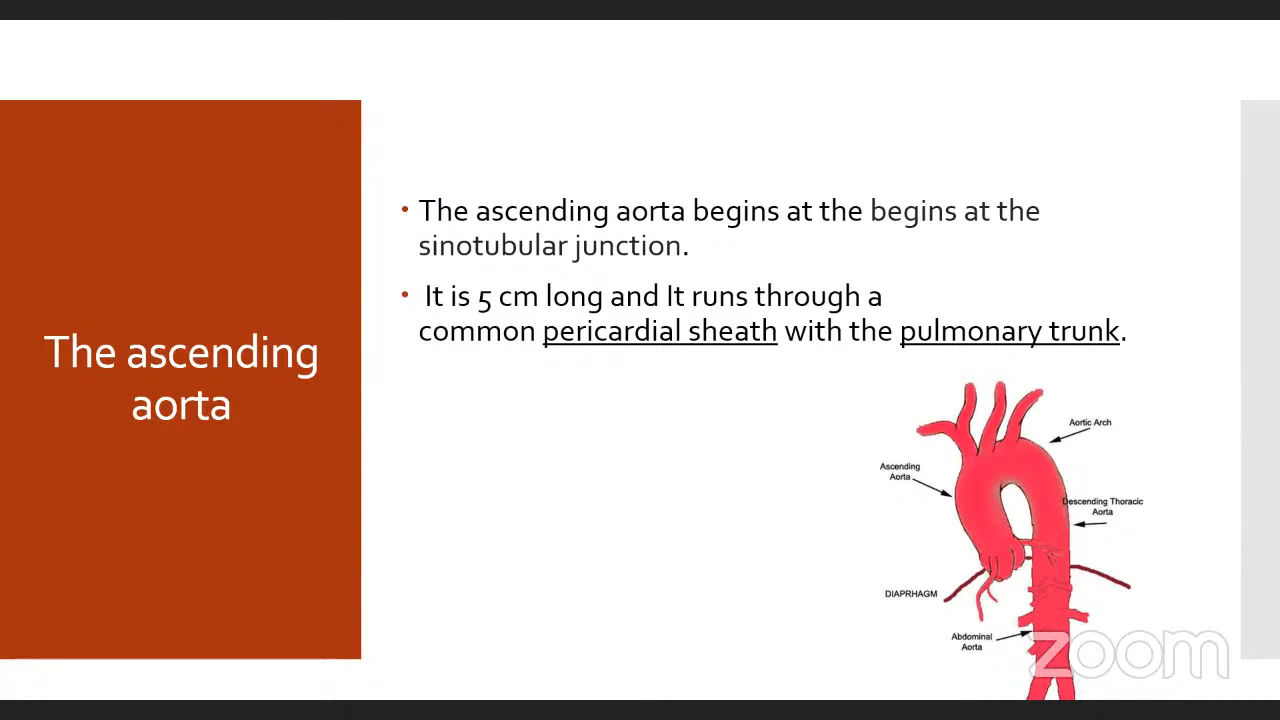 The ascending
aorta
• The ascending aorta begins at the begins at the
sinotubular junction.
• It is 5 cm long and It runs through a
common pericardial sheath with the pulmonary trunk.
Aortic Arch
Ascending
Aorta
Descending Thoracic
Aorta
DIAPRHAGM
Abdominal
Aorta
zoom